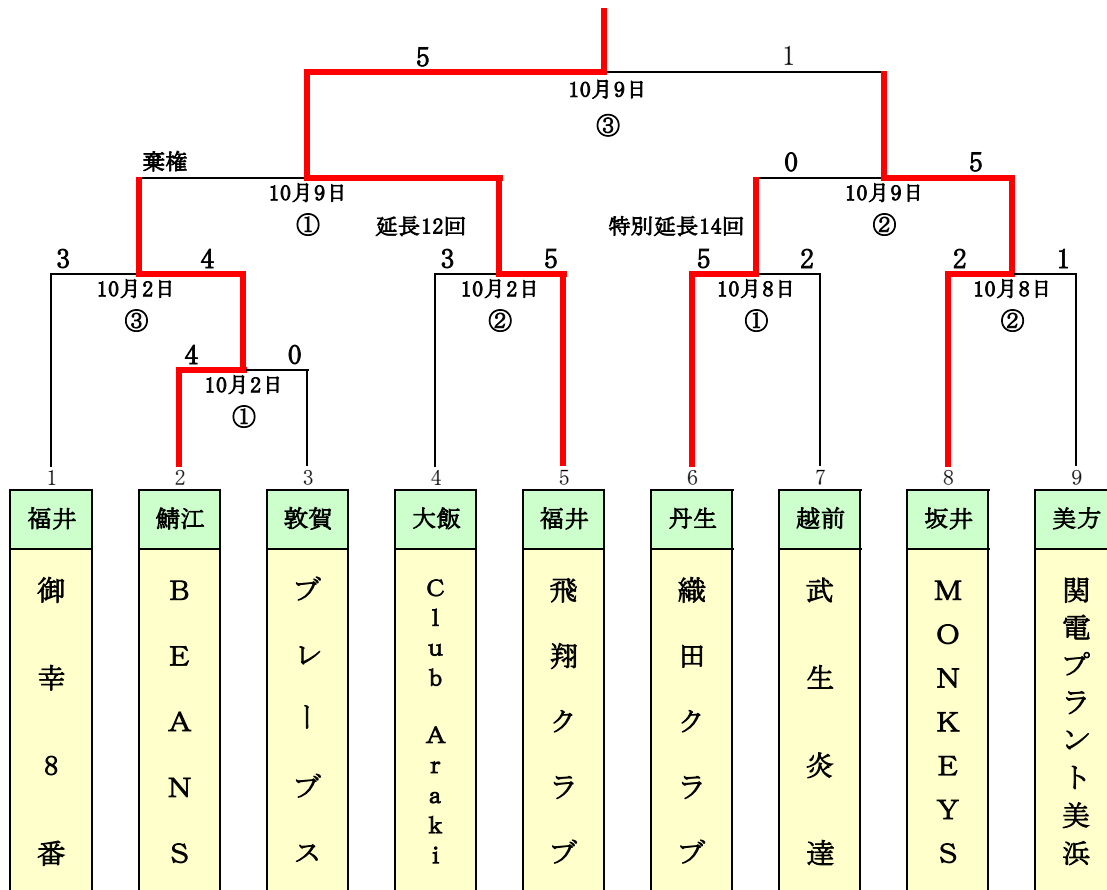 5 1
10月9日
③
棄権 0 5
10月9日 10月9日
① ②
延長12回 特別延長14回
3 4 3 5 5 2 2 1
10月2日 10月2日 10月8日 10月8日
③ ② ① ②
4 0
10月2日
①
1 2 3 4 5 6 7 8 9
福井 鯖江 敦賀 大飯 福井 丹生 越前 坂井 美方
御幸8番
BEANS
ブレーブス
Club Araki
飛翔クラブ
織田クラブ
武生炎達
MONKEYS
関電プラント美浜